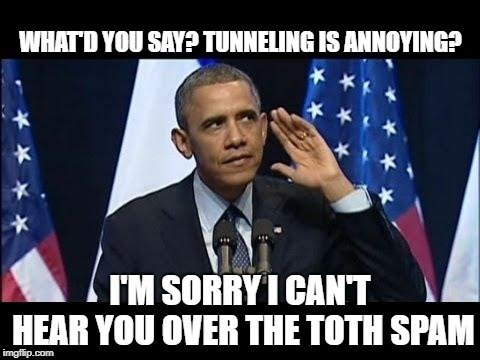 WHAT'D YOU SAY? TUNNELING IS ANNOYING?
I'M SORRY I CAN'T
HEAR YOU OVER THE TOTH SPAM
imgflip.com